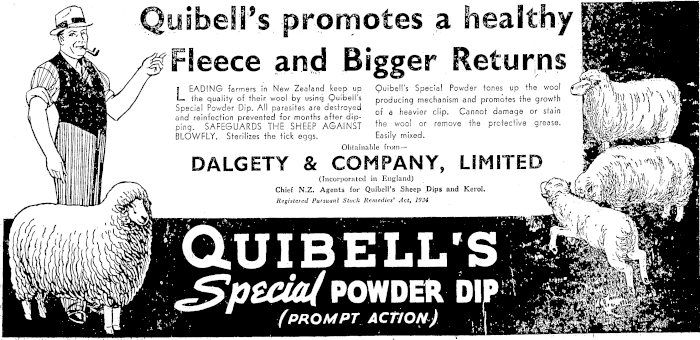 Quibell's promotes a healthy
Fleece and Bigger Returns
LEADING farmers in New Zealand keep up
the quality of their wool by using Quibell's
Special Powder Dip. All parasites are destroyed
and reinfection prevented for months after dip-
ping. SAFEGUARDS THE SHEEP AGAINST
BLOWFLY. Sterilizes the tick eggs.
Quibell's Special Powder tones up the wool
producing mechanism and promotes the growth
of a heavier clip. Cannot damage or stain
the wool or remove the protective grease.
Easily mixed.
Obtainable from—
DALGETY & COMPANY, LIMITED
(Incorporated in England)
Chief N.Z. Agents for Quibell's Sheep Dips and Kerol.
Registered Pursuant Stock Remedies' Act, 1934
QUIBELL'S
Special POWDER DIP
(PROMPT ACTION.)